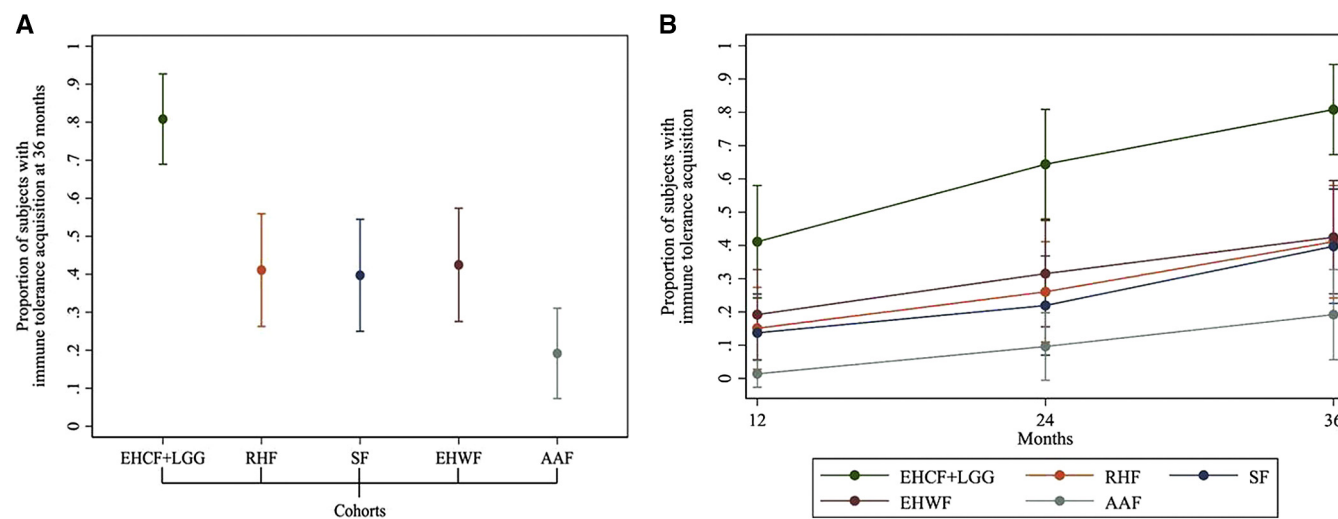 A
Proportion of subjects with
immune tolerance acquisition at 36 months
1
.9
.8
.7
.6
.5
.4
.3
.2
.1
0
EHCF+LGG RHF SF EHWF AAF
Cohorts
B
Proportion of subjects with
immune tolerance acquisition
1
.9
.8
.7
.6
.5
.4
.3
.2
.1
0
12 24 36
Months
EHCF+LGG RHF SF
EHWF AAF